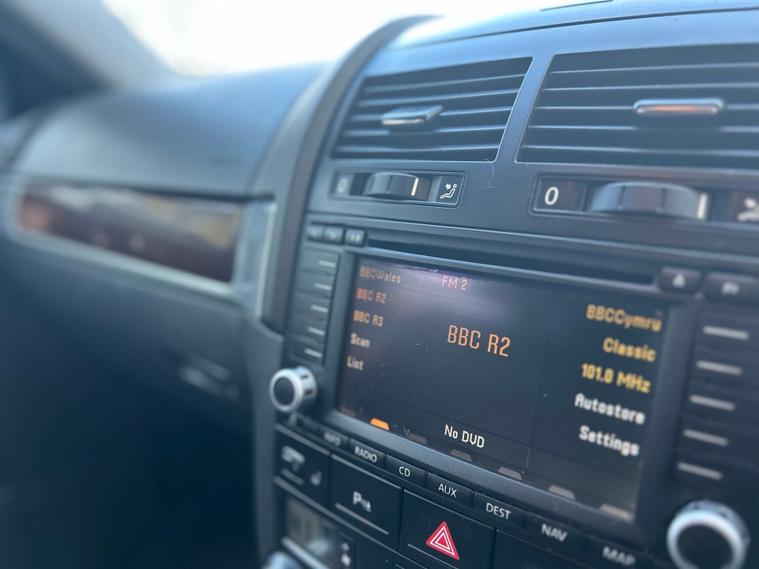 0
BBCWales
FM 2
BBC R2
BBC R3
Scan
List
BBC R2
No DVD
BBCCymru
Classic
101.0 MHz
Autostore
Settings
INFO
RADIO
CD
AUX
DEST
NAV
MAP
P